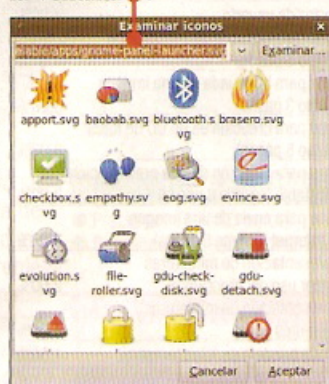 Examinar iconos
alable/apps/gnome-panel-launcher.svg
Examinar...
apport.svg baobab.svg bluetooth.s brasero.svg
vg
checkbox.s empathy.sv eog.svg evince.svg
vg g
evolution.s file- gdu-check- gdu-
vg roller.svg disk.svg detach.svg
Cancelar Aceptar